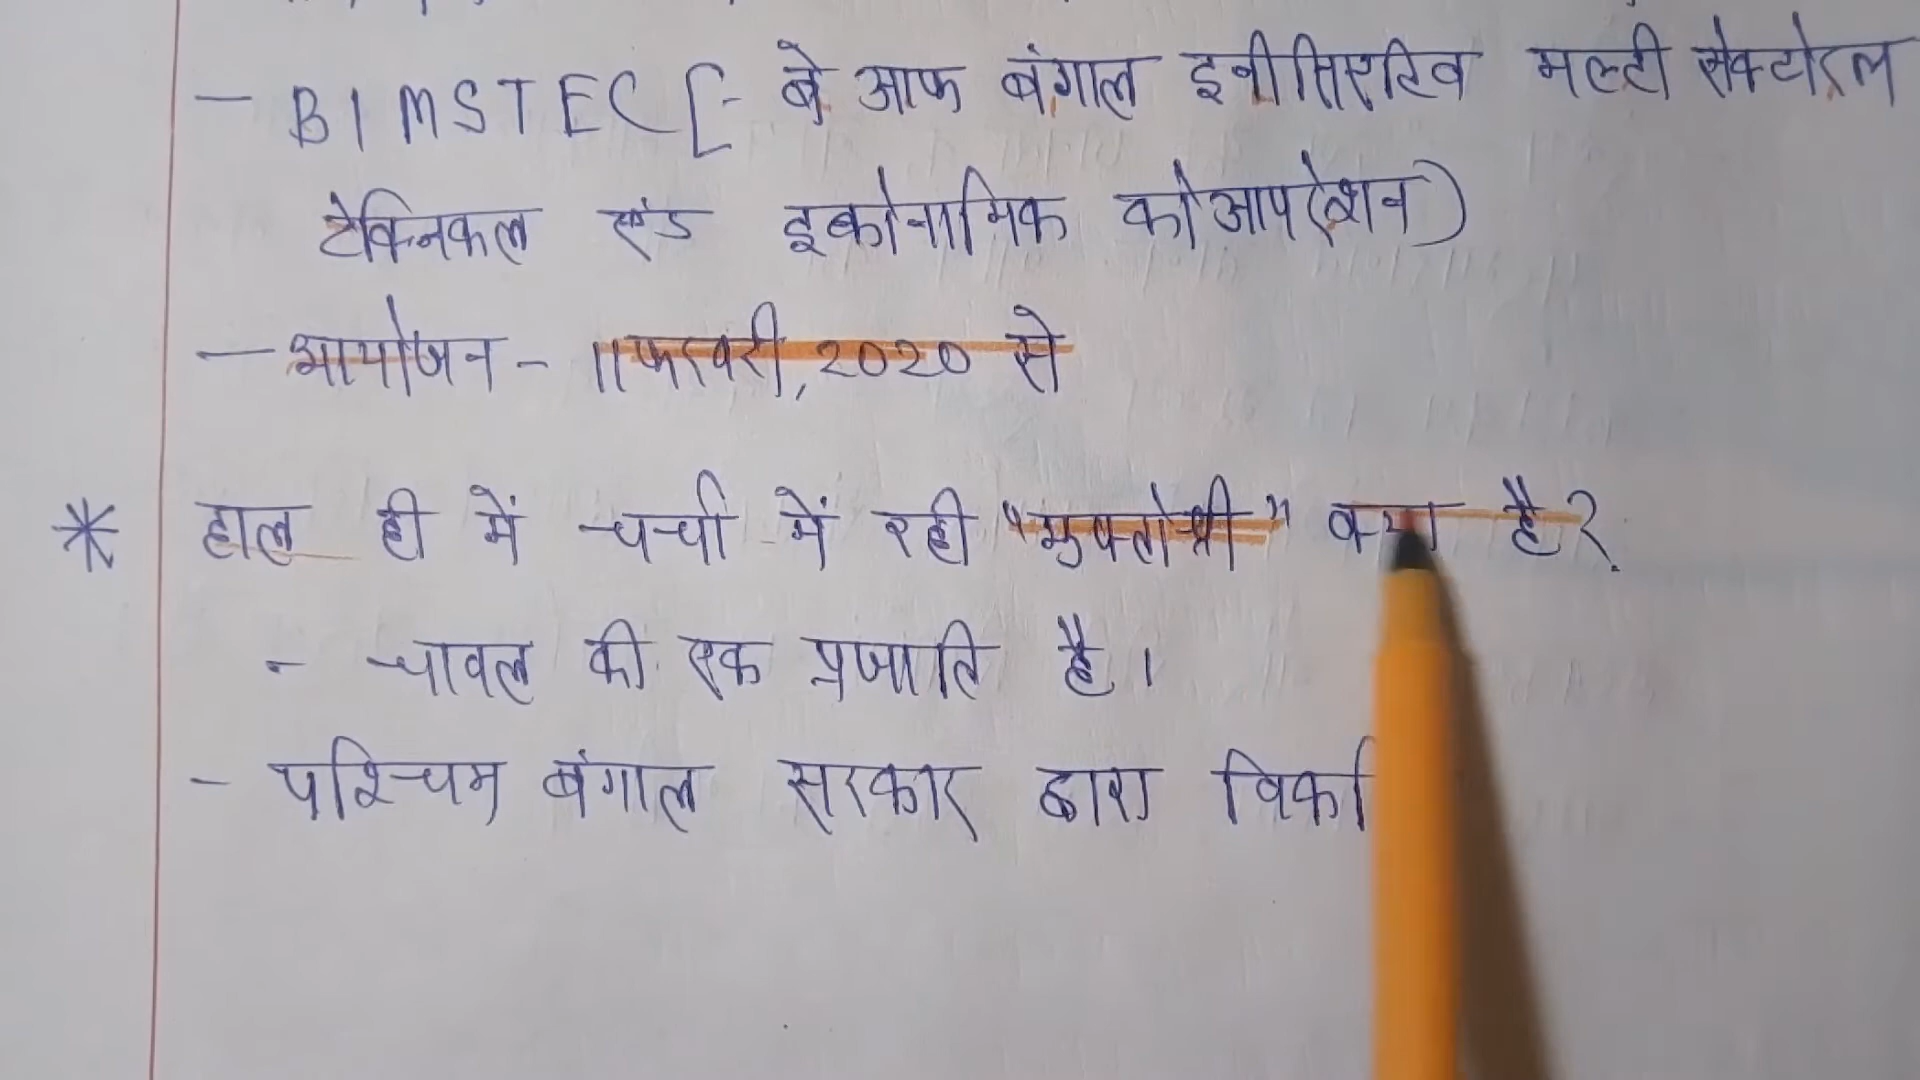 - BIMSTEC [- बे आफ बंगाल इनीसिएटिव मल्टी सेक्टोरल
टेक्निकल एंड इकोनामिक कोआपरेशन)
- आयोजन - 11 फरवरी, 2020 से
* हाल ही में चर्चा में रही "मुक्तोश्री" क्या है?
- चावल की एक प्रजाति है।
- पश्चिम बंगाल सरकार द्वारा